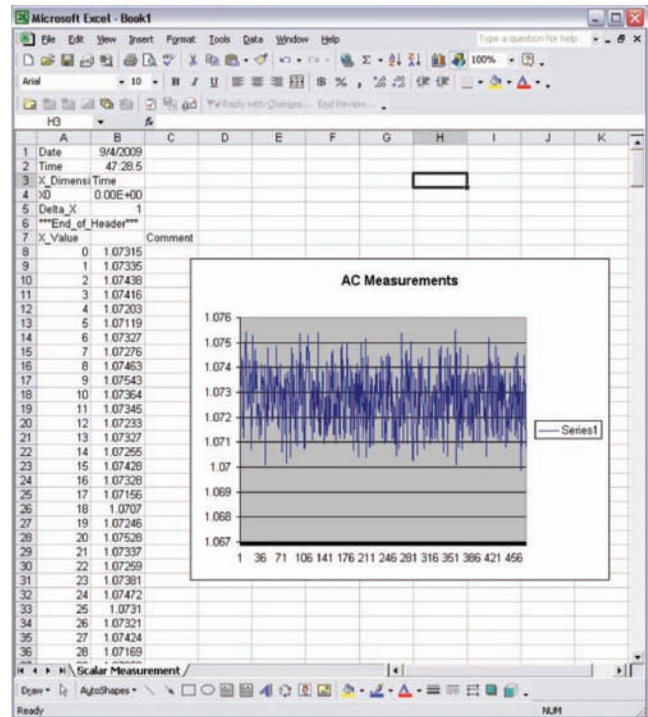 Microsoft Excel - Book1
File Edit View Insert Format Tools Data Window Help Type a question for help
100%
Arial 10 B I U $ % ,
Reply with Changes... End Review...
H3 fx
A B C D E F G H I J K
1 Date 9/4/2009
2 Time 47:28.5
3 X_Dimensi Time
4 X0 0.00E+00
5 Delta_X 1
6 ***End_of_Header***
7 X_Value Comment
8 0 1.07315
9 1 1.07335
10 2 1.07438
11 3 1.07416
12 4 1.07203
13 5 1.07119
14 6 1.07327
15 7 1.07276
16 8 1.07463
17 9 1.07543
18 10 1.07364
19 11 1.07345
20 12 1.07233
21 13 1.07327
22 14 1.07255
23 15 1.07428
24 16 1.07328
25 17 1.07156
26 18 1.0707
27 19 1.07246
28 20 1.07528
29 21 1.07337
30 22 1.07259
31 23 1.07381
32 24 1.07472
33 25 1.0731
34 26 1.07321
35 27 1.07424
36 28 1.07169
AC Measurements
1.076
1.075
1.074
1.073
1.072
1.071
1.07
1.069
1.068
1.067
1 36 71 106 141 176 211 246 281 316 351 386 421 456
Series1
Scalar Measurement
Draw AutoShapes
Ready NUM